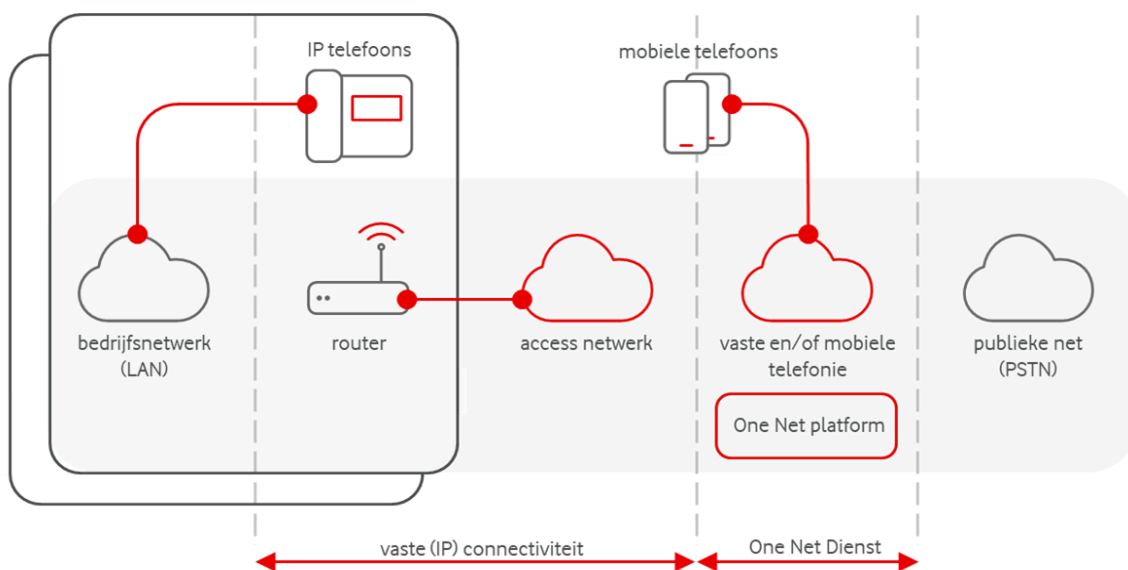 IP telefoons
mobiele telefoons
bedrijfsnetwerk
(LAN)
router
access netwerk
vaste en/of mobiele
telefonie
publieke net
(PSTN)
One Net platform
vaste (IP) connectiviteit
One Net Dienst